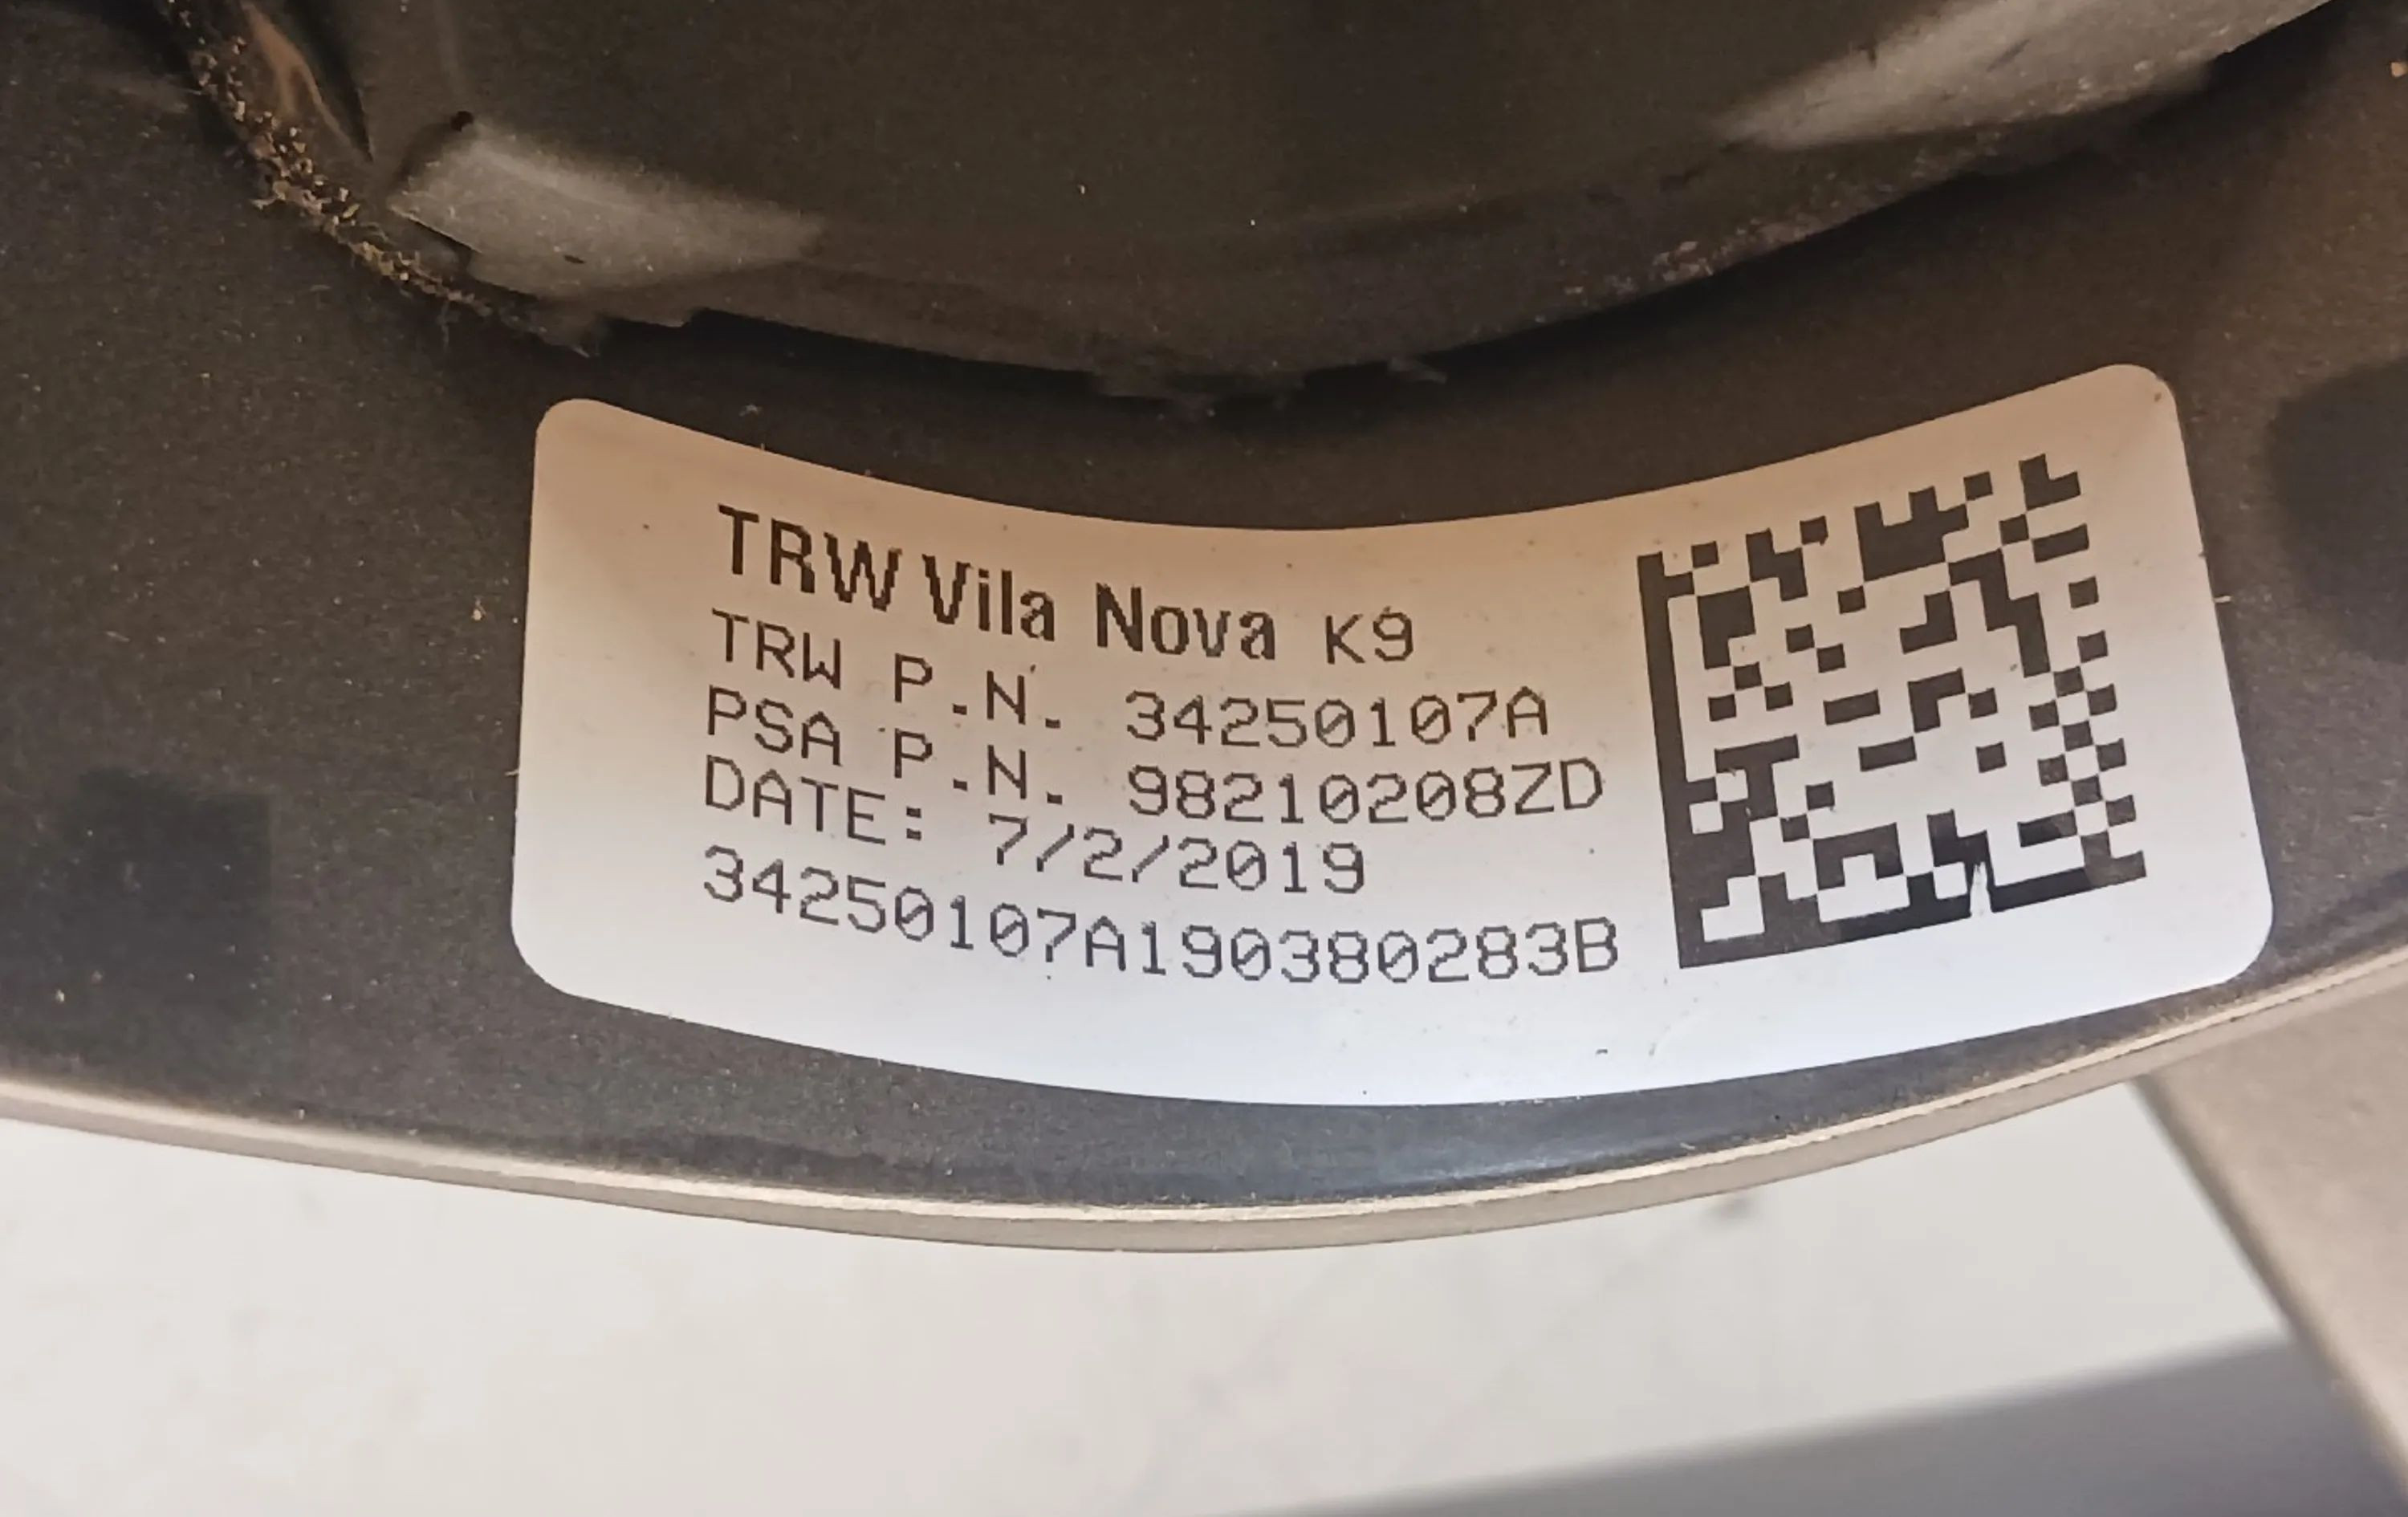 TRW Vila Nova K9
TRW P.N. 34250107A
PSA P.N. 98210208ZD
DATE: 7/2/2019
34250107A190380283B